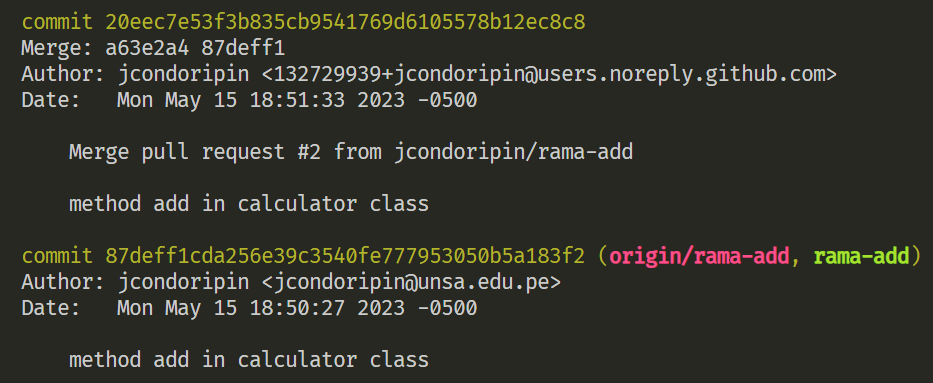 commit 20eec7e53f3b835cb9541769d6105578b12ec8c8
Merge: a63e2a4 87deff1
Author: jcondoripin <132729939+jcondoripin@users.noreply.github.com>
Date:   Mon May 15 18:51:33 2023 -0500
    Merge pull request #2 from jcondoripin/rama-add
    method add in calculator class
commit 87deff1cda256e39c3540fe777953050b5a183f2 (origin/rama-add, rama-add)
Author: jcondoripin <jcondoripin@unsa.edu.pe>
Date:   Mon May 15 18:50:27 2023 -0500
    method add in calculator class